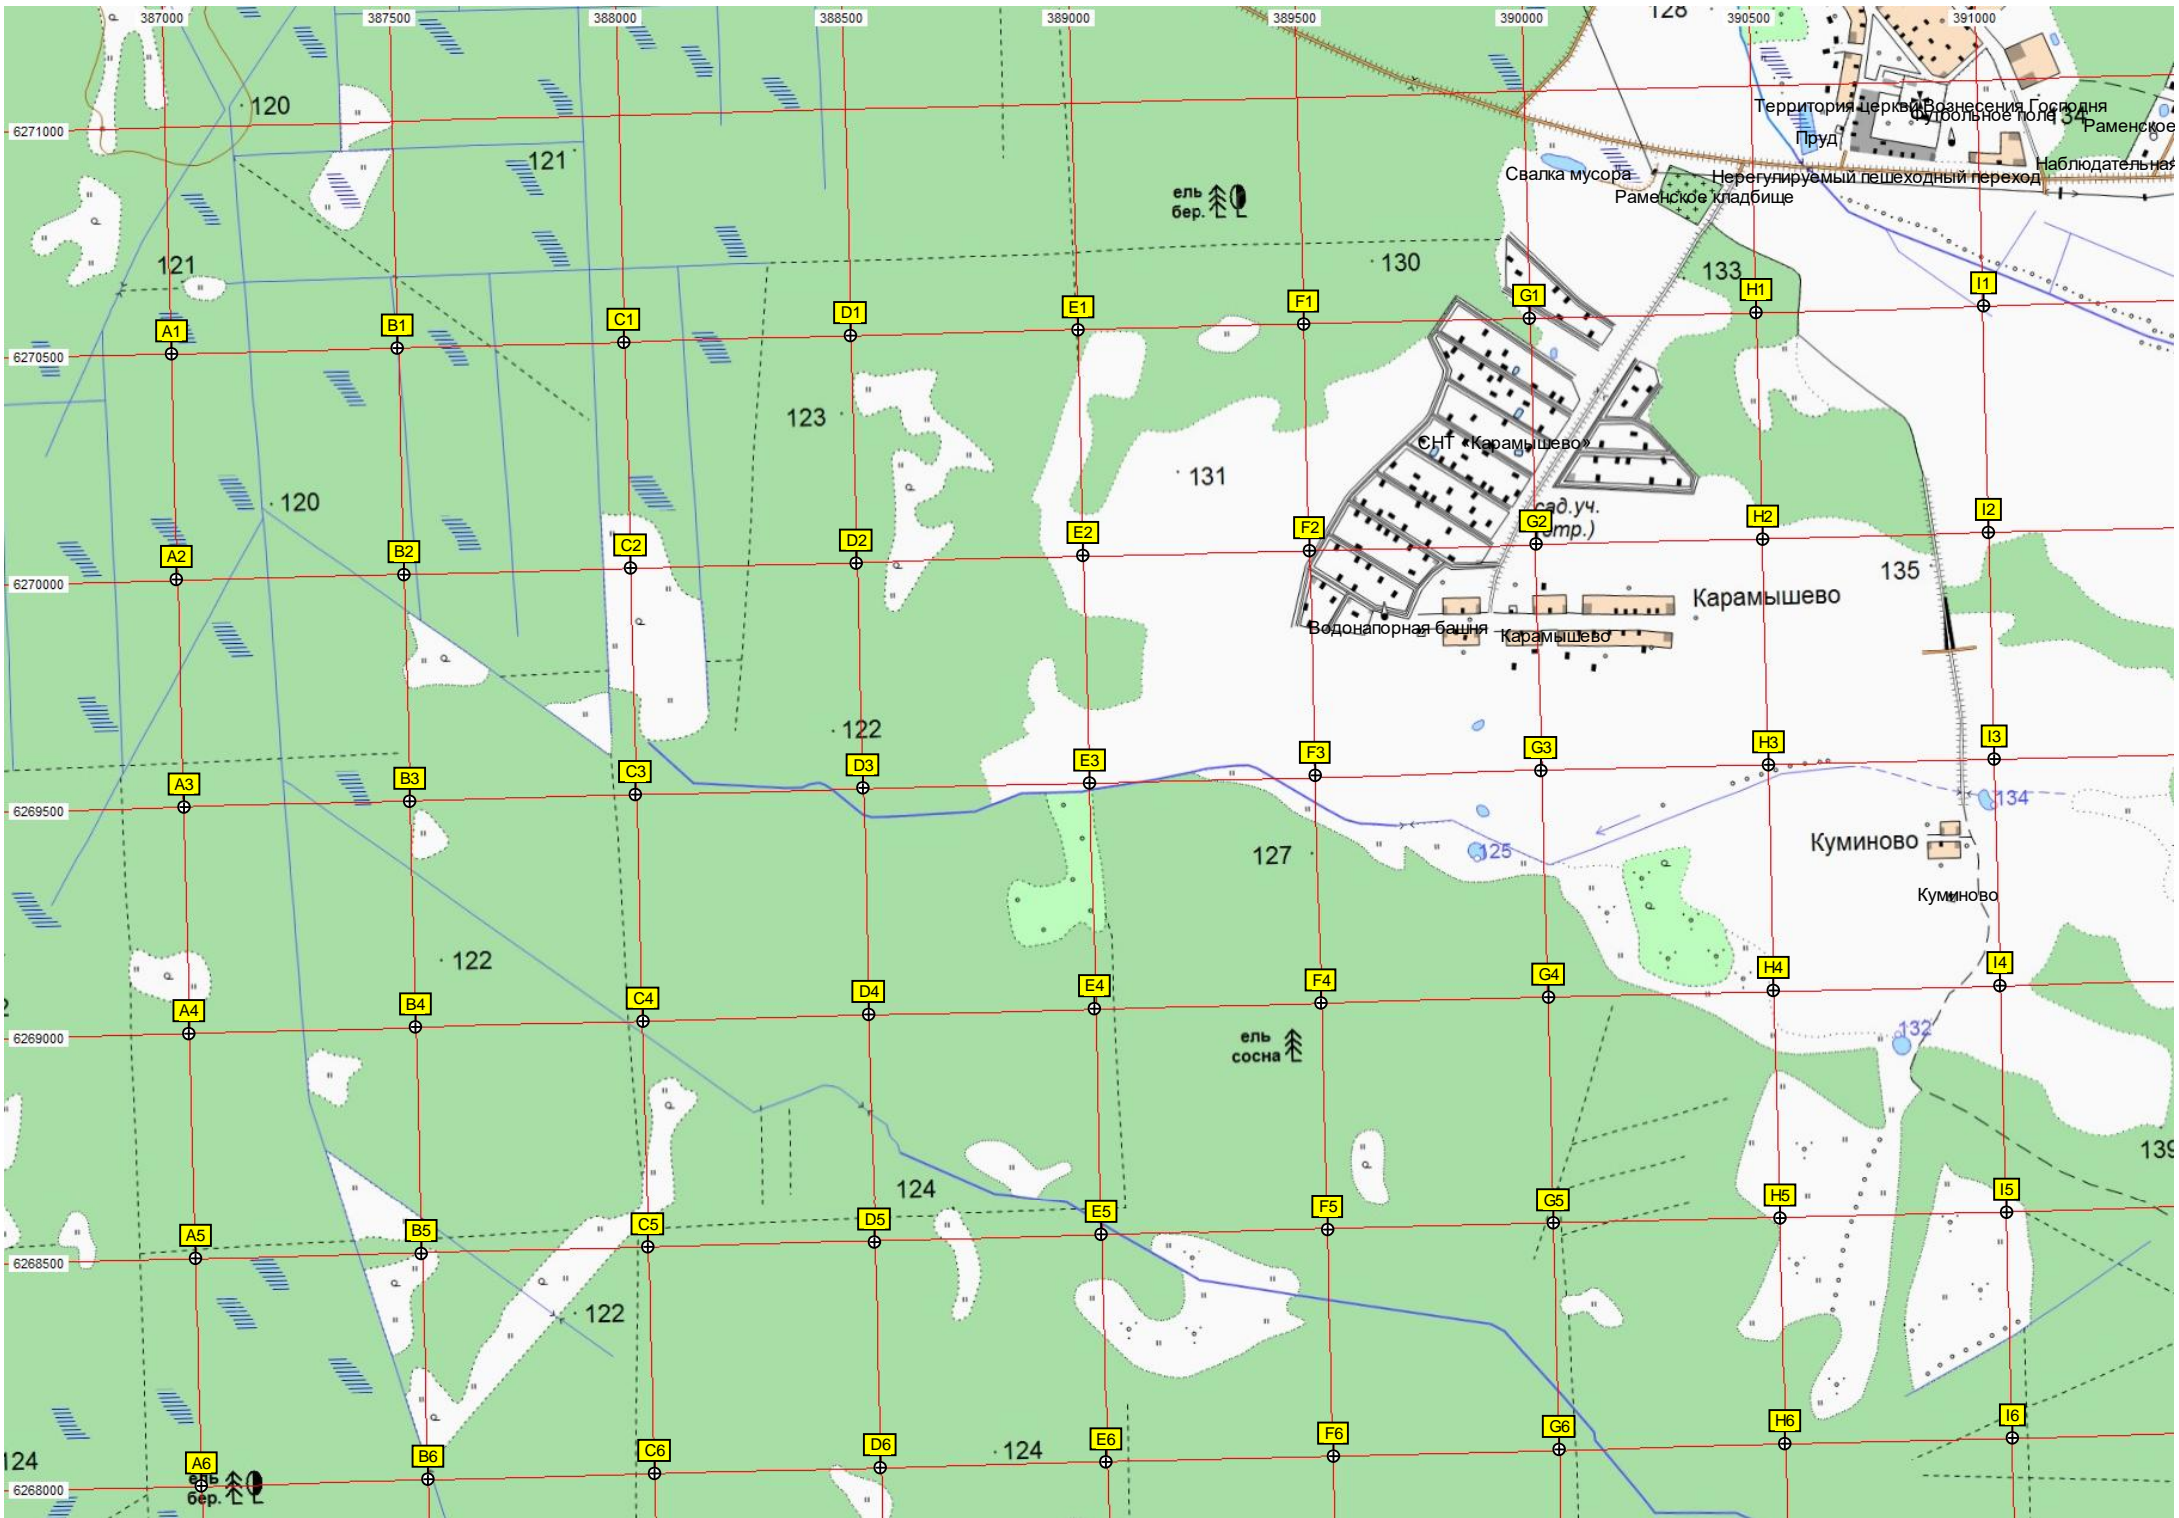 387000 387500 388000 388500 389000 389500 390000 390500 391000
128
120
Территория церкви Вознесения Господня
Футбольное поле
134
Раменское
6271000
Пруд
121
Наблюдательная
Свалка мусора
Нерегулируемый пешеходный переход
ель
бер.
Раменское кладбище
121
130
133
A1 B1 C1 D1 E1 F1 G1 H1 I1
6270500
123
СНТ «Карамышево»
131
120
сад.уч.
A2 B2 C2 D2 E2 F2 G2 H2 I2
6270000
135
Карамышево
Водонапорная башня
Карамышево
122
A3 B3 C3 D3 E3 F3 G3 H3 I3
6269500
134
127
125
Куминово
Куминово
122
A4 B4 C4 D4 E4 F4 G4 H4 I4
6269000
132
ель
сосна
139
124
A5 B5 C5 D5 E5 F5 G5 H5 I5
6268500
122
A6 B6 C6 D6 E6 F6 G6 H6 I6
124
124
6268000
ель
бер.